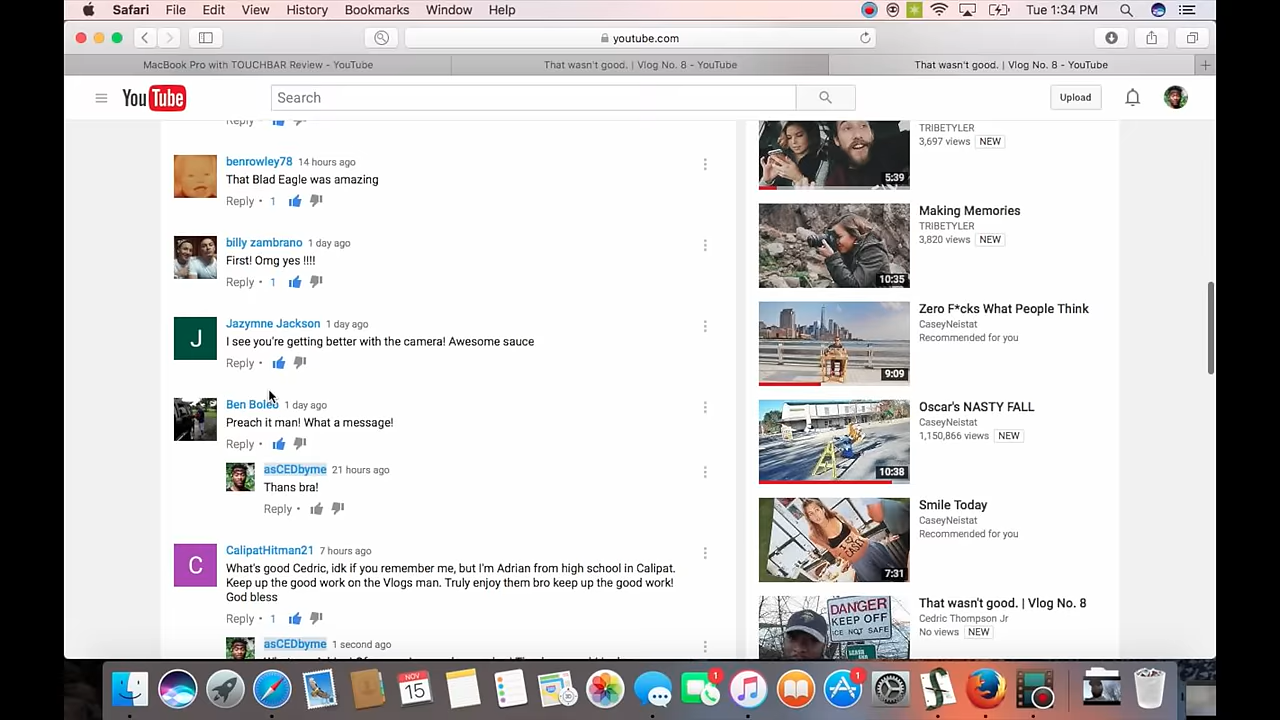 Safari File Edit View History Bookmarks Window Help
Tue 1:34 PM
youtube.com
MacBook Pro with TOUCHBAR Review - YouTube
That wasn't good. | Vlog No. 8 - YouTube
That wasn't good. | Vlog No. 8 - YouTube
YouTube
Search
Upload
Reply •
benrowley78 14 hours ago
That Blad Eagle was amazing
Reply • 1
billy zambrano 1 day ago
First! Omg yes !!!!
Reply • 1
J
Jazymne Jackson 1 day ago
I see you're getting better with the camera! Awesome sauce
Reply •
Ben Boleo 1 day ago
Preach it man! What a message!
Reply •
asCEDbyme 21 hours ago
Thans bra!
Reply •
C
CalipatHitman21 7 hours ago
What's good Cedric, idk if you remember me, but I'm Adrian from high school in Calipat.
Keep up the good work on the Vlogs man. Truly enjoy them bro keep up the good work!
God bless
Reply • 1
asCEDbyme 1 second ago
TRIBETYLER
3,697 views NEW
5:39
Making Memories
TRIBETYLER
3,820 views NEW
10:35
Zero F*cks What People Think
CaseyNeistat
Recommended for you
9:09
Oscar's NASTY FALL
CaseyNeistat
1,150,866 views NEW
10:38
Smile Today
CaseyNeistat
Recommended for you
7:31
That wasn't good. | Vlog No. 8
Cedric Thompson Jr
No views NEW
DANGER
KEEP OFF
ICE NOT SAFE
NOV
15
1
1